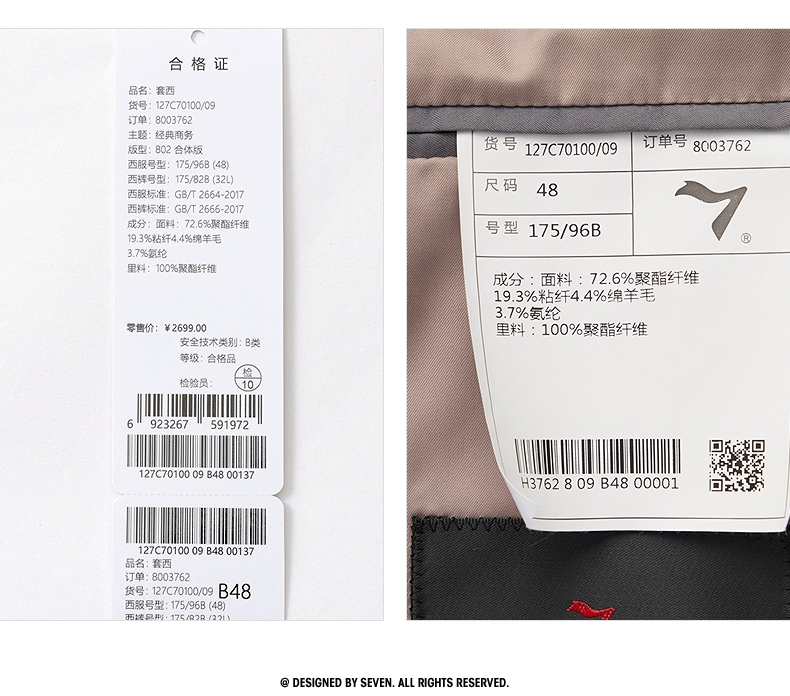 合格证
品名：套西
货号：127C70100/09
订单：8003762
主题：经典商务
版型：802 合体版
西服号型：175/96B (48)
西裤号型：175/82B (32L)
西服标准：GB/T 2664-2017
西裤标准：GB/T 2666-2017
成分：面料：72.6%聚酯纤维
19.3%粘纤4.4%绵羊毛
3.7%氨纶
里料：100%聚酯纤维
零售价：¥2699.00
安全技术类别：B类
等级：合格品
检验员：
检
10
6 923267 591972
127C70100 09 B48 00137
127C70100 09 B48 00137
品名：套西
订单：8003762
货号：127C70100/09 B48
西服号型：175/96B (48)
西裤号型：175/82B (32L)
货号 127C70100/09
订单号 8003762
尺码 48
号型 175/96B
®
成分：面料：72.6%聚酯纤维
19.3%粘纤4.4%绵羊毛
3.7%氨纶
里料：100%聚酯纤维
H3762 8 09 B48 00001
@ DESIGNED BY SEVEN. ALL RIGHTS RESERVED.